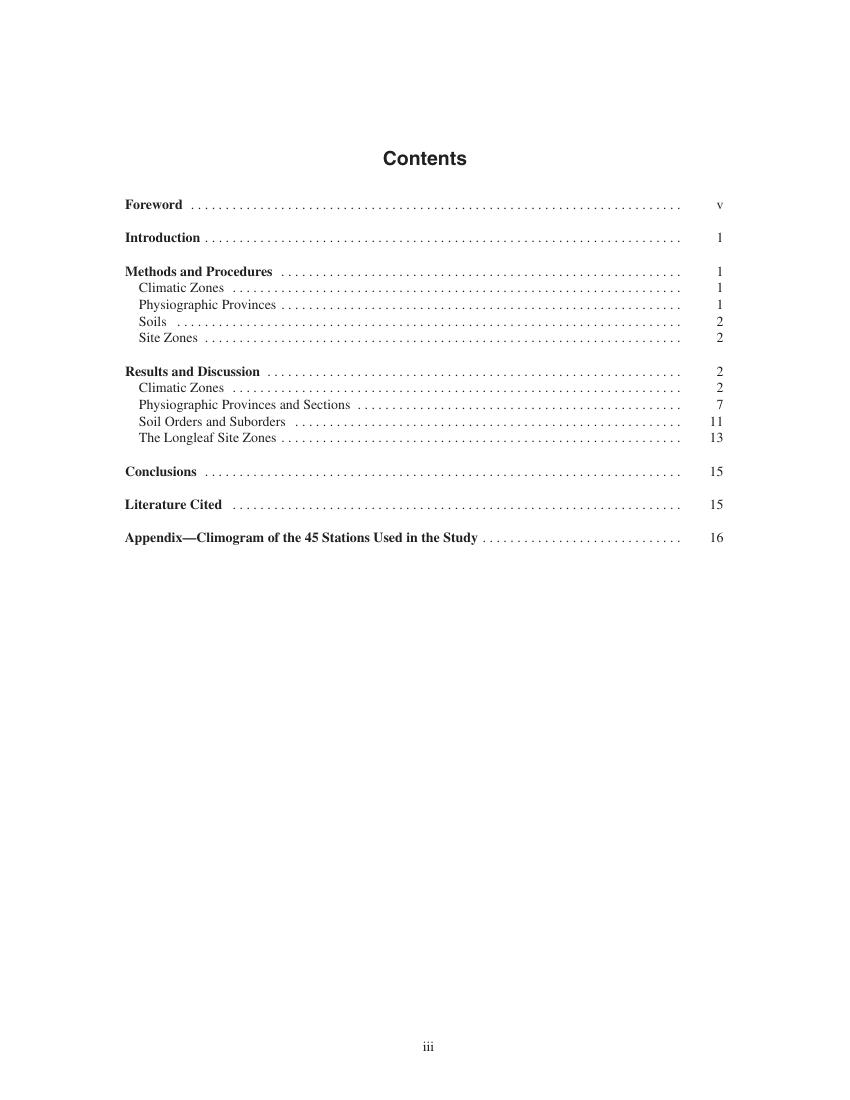 Contents
Foreword . . . . . . . . . . . . . . . . . . . . . . . . . . . . . . . . . . . . . . . . . . . . . . . . . . . . . . . . . . . . . . . . . . . . . . . v
Introduction . . . . . . . . . . . . . . . . . . . . . . . . . . . . . . . . . . . . . . . . . . . . . . . . . . . . . . . . . . . . . . . . . . . . . 1
Methods and Procedures . . . . . . . . . . . . . . . . . . . . . . . . . . . . . . . . . . . . . . . . . . . . . . . . . . . . . . . . . . 1
Climatic Zones . . . . . . . . . . . . . . . . . . . . . . . . . . . . . . . . . . . . . . . . . . . . . . . . . . . . . . . . . . . . . . . . . 1
Physiographic Provinces . . . . . . . . . . . . . . . . . . . . . . . . . . . . . . . . . . . . . . . . . . . . . . . . . . . . . . . . . . 1
Soils . . . . . . . . . . . . . . . . . . . . . . . . . . . . . . . . . . . . . . . . . . . . . . . . . . . . . . . . . . . . . . . . . . . . . . . . . 2
Site Zones . . . . . . . . . . . . . . . . . . . . . . . . . . . . . . . . . . . . . . . . . . . . . . . . . . . . . . . . . . . . . . . . . . . . . 2
Results and Discussion . . . . . . . . . . . . . . . . . . . . . . . . . . . . . . . . . . . . . . . . . . . . . . . . . . . . . . . . . . . . 2
Climatic Zones . . . . . . . . . . . . . . . . . . . . . . . . . . . . . . . . . . . . . . . . . . . . . . . . . . . . . . . . . . . . . . . . . 2
Physiographic Provinces and Sections . . . . . . . . . . . . . . . . . . . . . . . . . . . . . . . . . . . . . . . . . . . . . . . 7
Soil Orders and Suborders . . . . . . . . . . . . . . . . . . . . . . . . . . . . . . . . . . . . . . . . . . . . . . . . . . . . . . . . 11
The Longleaf Site Zones . . . . . . . . . . . . . . . . . . . . . . . . . . . . . . . . . . . . . . . . . . . . . . . . . . . . . . . . . . 13
Conclusions . . . . . . . . . . . . . . . . . . . . . . . . . . . . . . . . . . . . . . . . . . . . . . . . . . . . . . . . . . . . . . . . . . . . . 15
Literature Cited . . . . . . . . . . . . . . . . . . . . . . . . . . . . . . . . . . . . . . . . . . . . . . . . . . . . . . . . . . . . . . . . . 15
Appendix—Climogram of the 45 Stations Used in the Study . . . . . . . . . . . . . . . . . . . . . . . . . . . . . 16
iii